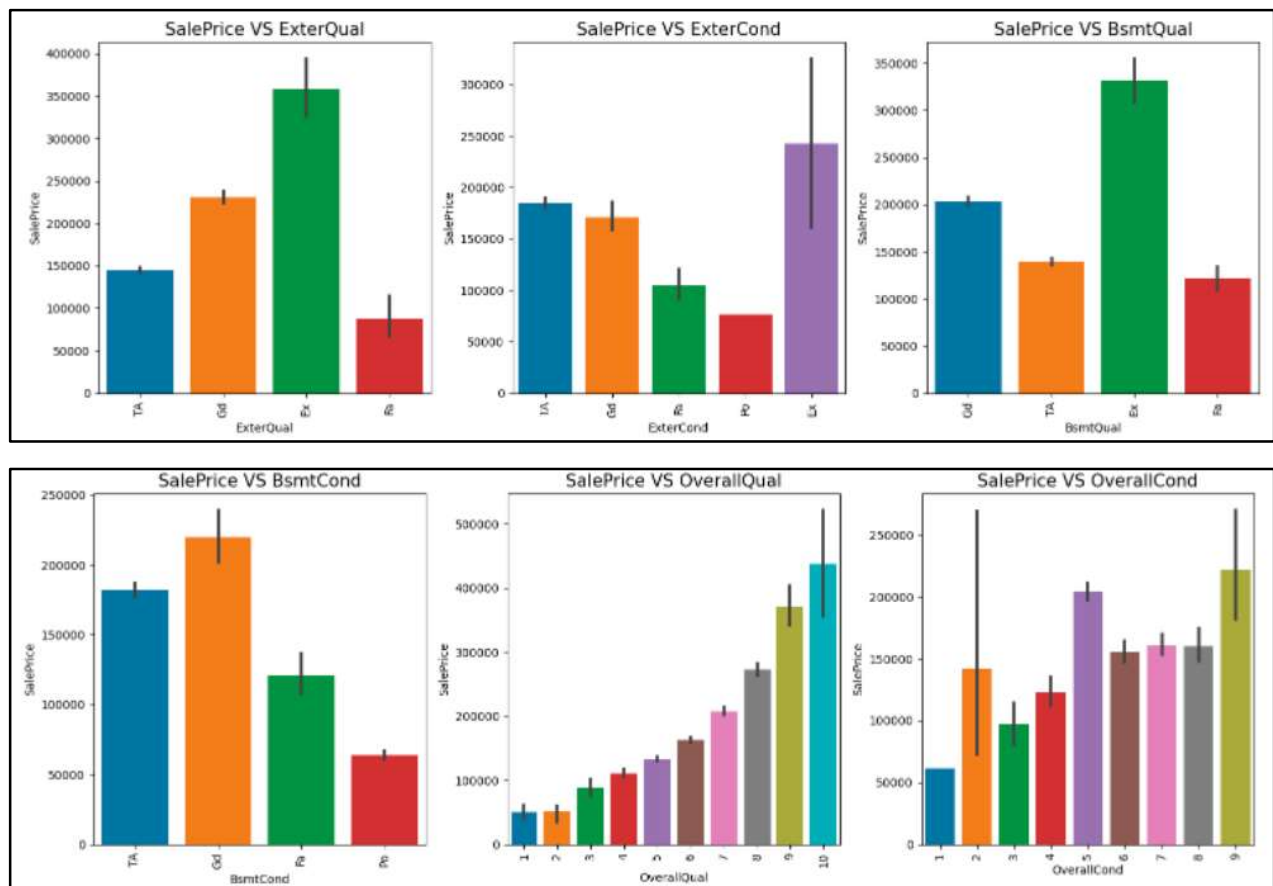 SalePrice VS ExterQual
SalePrice
400000
350000
300000
250000
200000
150000
100000
50000
0
TA
Gd
Ex
Fa
ExterQual
SalePrice VS ExterCond
SalePrice
300000
250000
200000
150000
100000
50000
0
TA
Gd
Fa
Po
Ex
ExterCond
SalePrice VS BsmtQual
SalePrice
350000
300000
250000
200000
150000
100000
50000
0
Gd
TA
Ex
Fa
BsmtQual
SalePrice VS BsmtCond
SalePrice
250000
200000
150000
100000
50000
0
TA
Gd
Fa
Po
BsmtCond
SalePrice VS OverallQual
SalePrice
500000
400000
300000
200000
100000
0
1
2
3
4
5
6
7
8
9
10
OverallQual
SalePrice VS OverallCond
SalePrice
250000
200000
150000
100000
50000
0
1
2
3
4
5
6
7
8
9
OverallCond